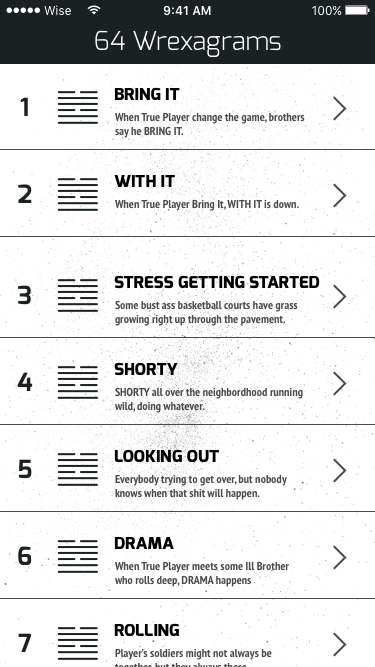 Wise 9:41 AM 100%
64 Wrexagrams
1
BRING IT
When True Player change the game, brothers
say he BRING IT.
2
WITH IT
When True Player Bring It, WITH IT is down.
3
STRESS GETTING STARTED
Some bust ass basketball courts have grass
growing right up through the pavement.
4
SHORTY
SHORTY all over the neighbordhood running
wild, doing whatever.
5
LOOKING OUT
Everybody trying to get over, but nobody
knows when that shit will happen.
6
DRAMA
When True Player meets some Ill Brother
who rolls deep, DRAMA happens
7
ROLLING
Player's soldiers might not always be
together, but they always there